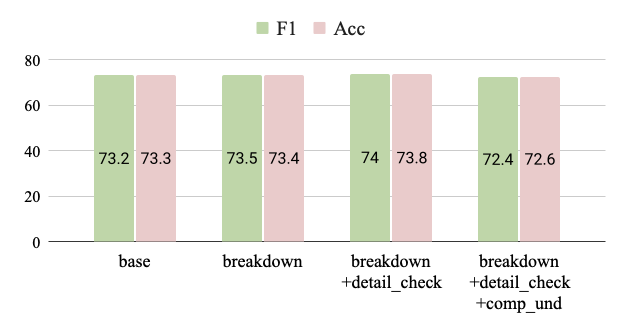 F1 Acc
80
60
40
20
0
73.2 73.3 73.5 73.4 74 73.8 72.4 72.6
base breakdown breakdown breakdown
+detail_check +detail_check
+comp_und